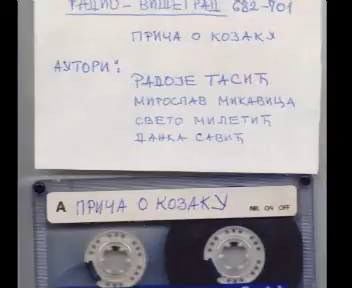 РАДИО - ВИШЕГРАД 682-701
ПРИЧА О КОЗАКУ
АУТОРИ:
РАДОЈЕ ТАСИЋ
МИРОСЛАВ МИКАВИЦА
СВЕТО МИЛЕТИЋ
ДАНКА САВИЋ
A ПРИЧА О КОЗАКУ NR. ON OFF